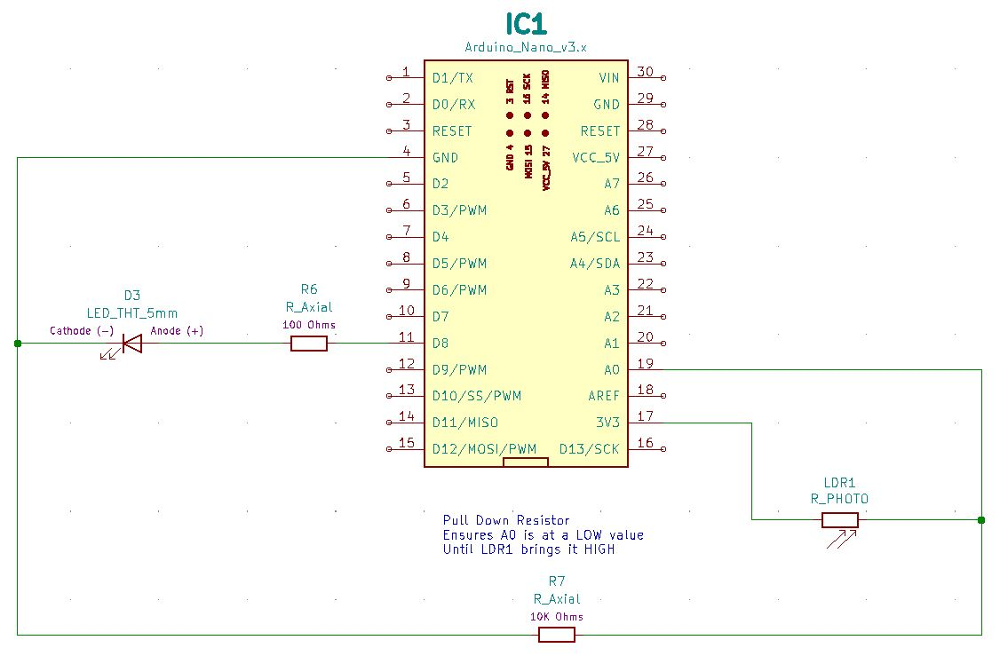 IC1
Arduino_Nano_v3.x
1 D1/TX
2 D0/RX
3 RESET
4 GND
5 D2
6 D3/PWM
7 D4
8 D5/PWM
9 D6/PWM
10 D7
11 D8
12 D9/PWM
13 D10/SS/PWM
14 D11/MISO
15 D12/MOSI/PWM
3 RST
16 SCK
14 MISO
GND 4
MOSI 15
VCC_5V 27
VIN 30
GND 29
RESET 28
VCC_5V 27
A7 26
A6 25
A5/SCL 24
A4/SDA 23
A3 22
A2 21
A1 20
A0 19
AREF 18
3V3 17
D13/SCK 16
D3
LED_THT_5mm
Cathode (-)
Anode (+)
R6
R_Axial
100 Ohms
LDR1
R_PHOTO
Pull Down Resistor
Ensures A0 is at a LOW value
Until LDR1 brings it HIGH
R7
R_Axial
10K Ohms